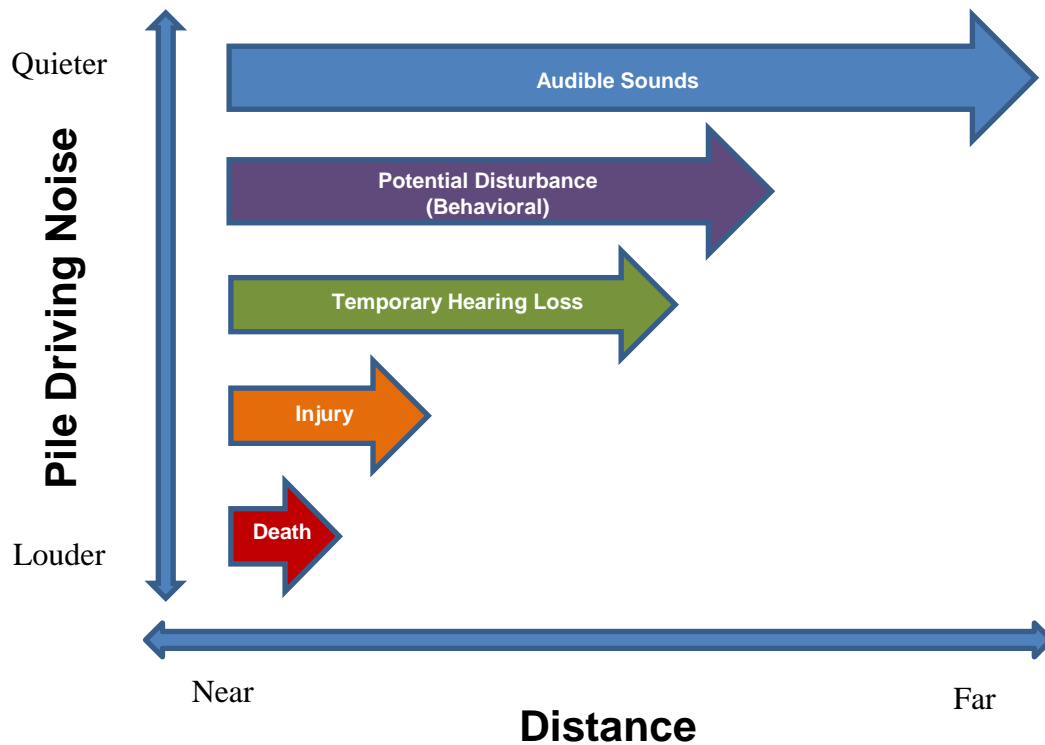 Quieter
Audible Sounds
Potential Disturbance
(Behavioral)
Temporary Hearing Loss
Injury
Death
Louder
Pile Driving Noise
Near
Far
Distance